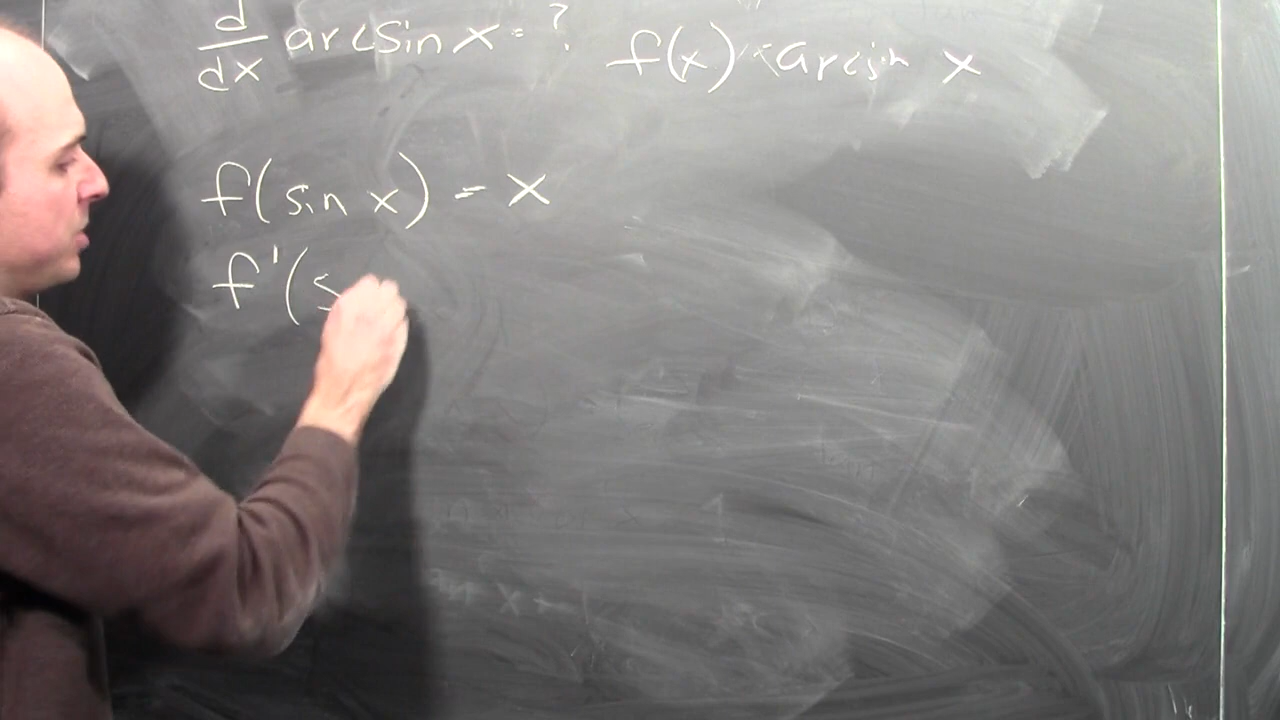 d/dx arcsin x = ? f(x) = arcsin x
f(sin x) = x
f'(s